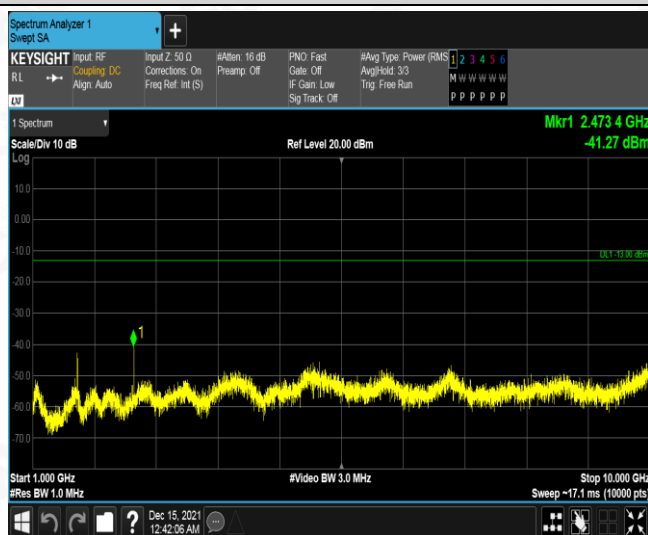 Spectrum Analyzer 1
Swept SA
+
KEYSIGHT
RL
Input: RF
Coupling: DC
Align: Auto
Input Z: 50 Ω
Corrections: On
Freq Ref: Int (S)
#Atten: 16 dB
Preamp: Off
PNO: Fast
Gate: Off
IF Gain: Low
Sig Track: Off
#Avg Type: Power (RMS
Avg|Hold: 3/3
Trig: Free Run
1 2 3 4 5 6
M W W W W W
P P P P P P
LXI
1 Spectrum
Mkr1 2.473 4 GHz
Scale/Div 10 dB
Ref Level 20.00 dBm
-41.27 dBm
Log
10.0
0.00
-10.0
DL1 -13.00 dBm
-20.0
-30.0
-40.0
1
-50.0
-60.0
-70.0
Start 1.000 GHz
#Video BW 3.0 MHz
Stop 10.000 GHz
#Res BW 1.0 MHz
Sweep ~17.1 ms (10000 pts)
?
Dec 15, 2021
12:42:06 AM